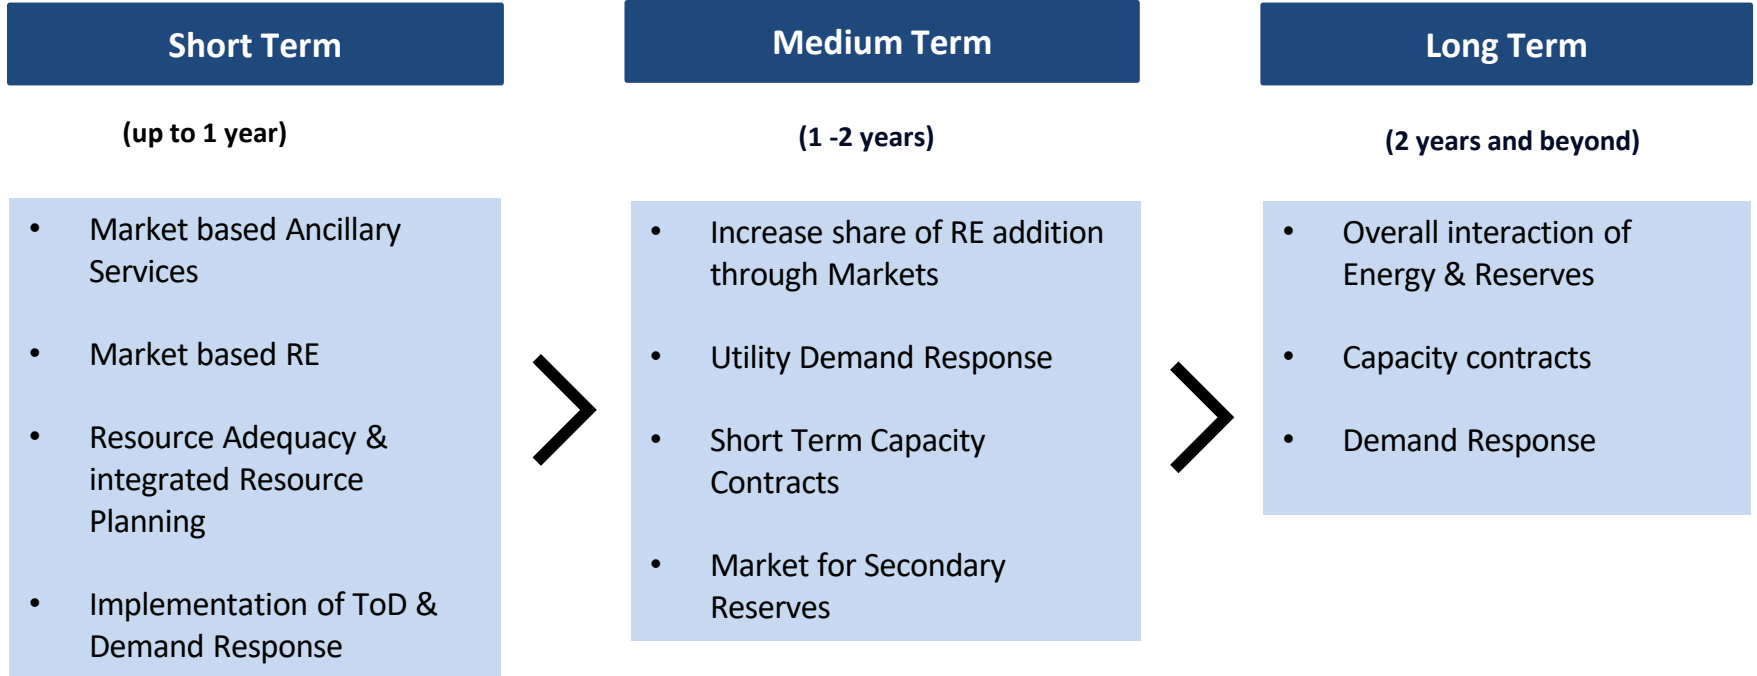 Short Term
(up to 1 year)
• Market based Ancillary
Services
• Market based RE
• Resource Adequacy &
integrated Resource
Planning
• Implementation of ToD &
Demand Response
Medium Term
(1 -2 years)
• Increase share of RE addition
through Markets
• Utility Demand Response
• Short Term Capacity
Contracts
• Market for Secondary
Reserves
Long Term
(2 years and beyond)
• Overall interaction of
Energy & Reserves
• Capacity contracts
• Demand Response